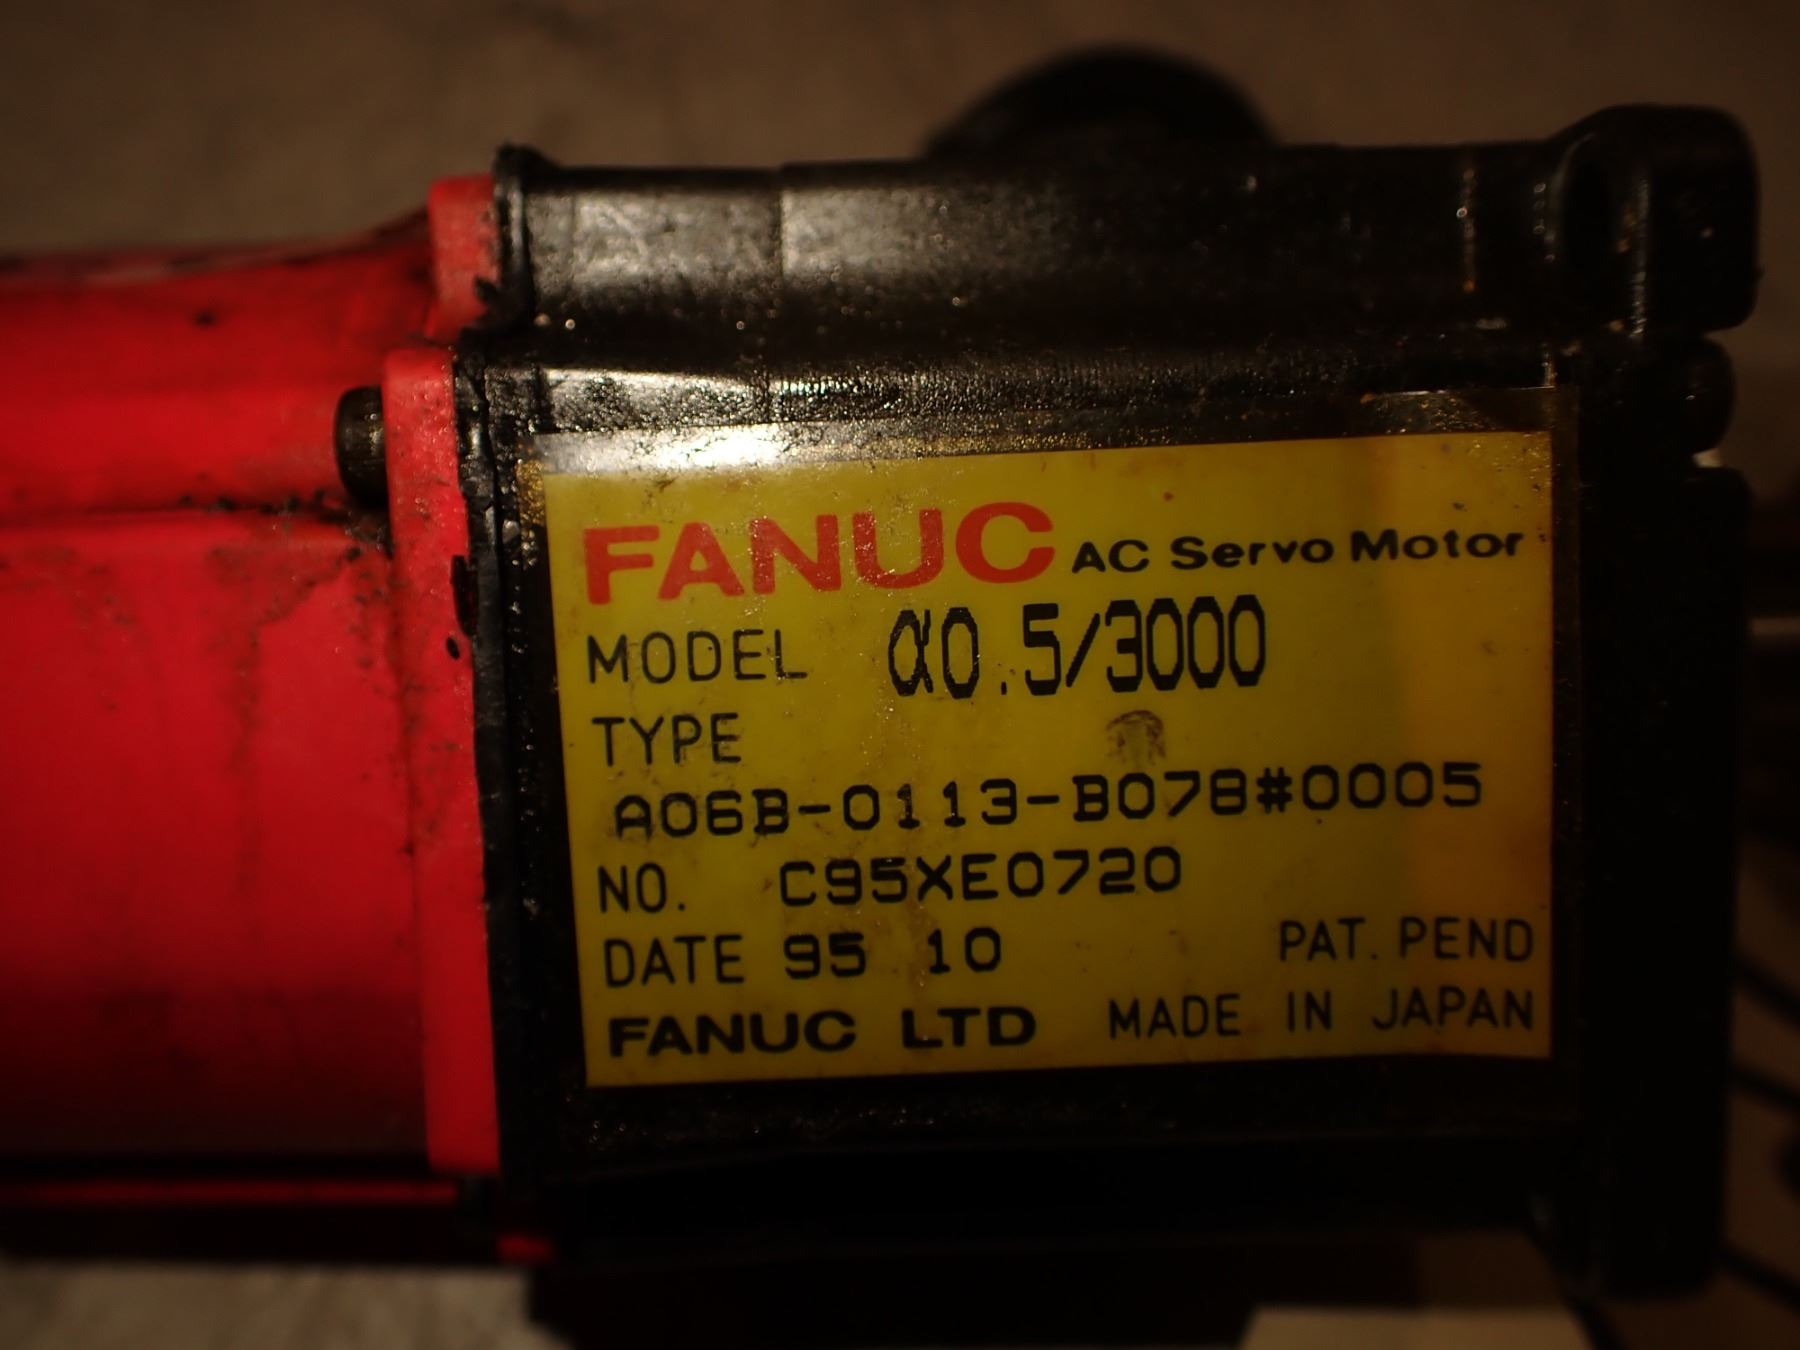 FANUC AC Servo Motor
MODEL α0.5/3000
TYPE
A06B-0113-B078#0005
NO. C95XE0720
DATE 95 10 PAT. PEND
FANUC LTD MADE IN JAPAN